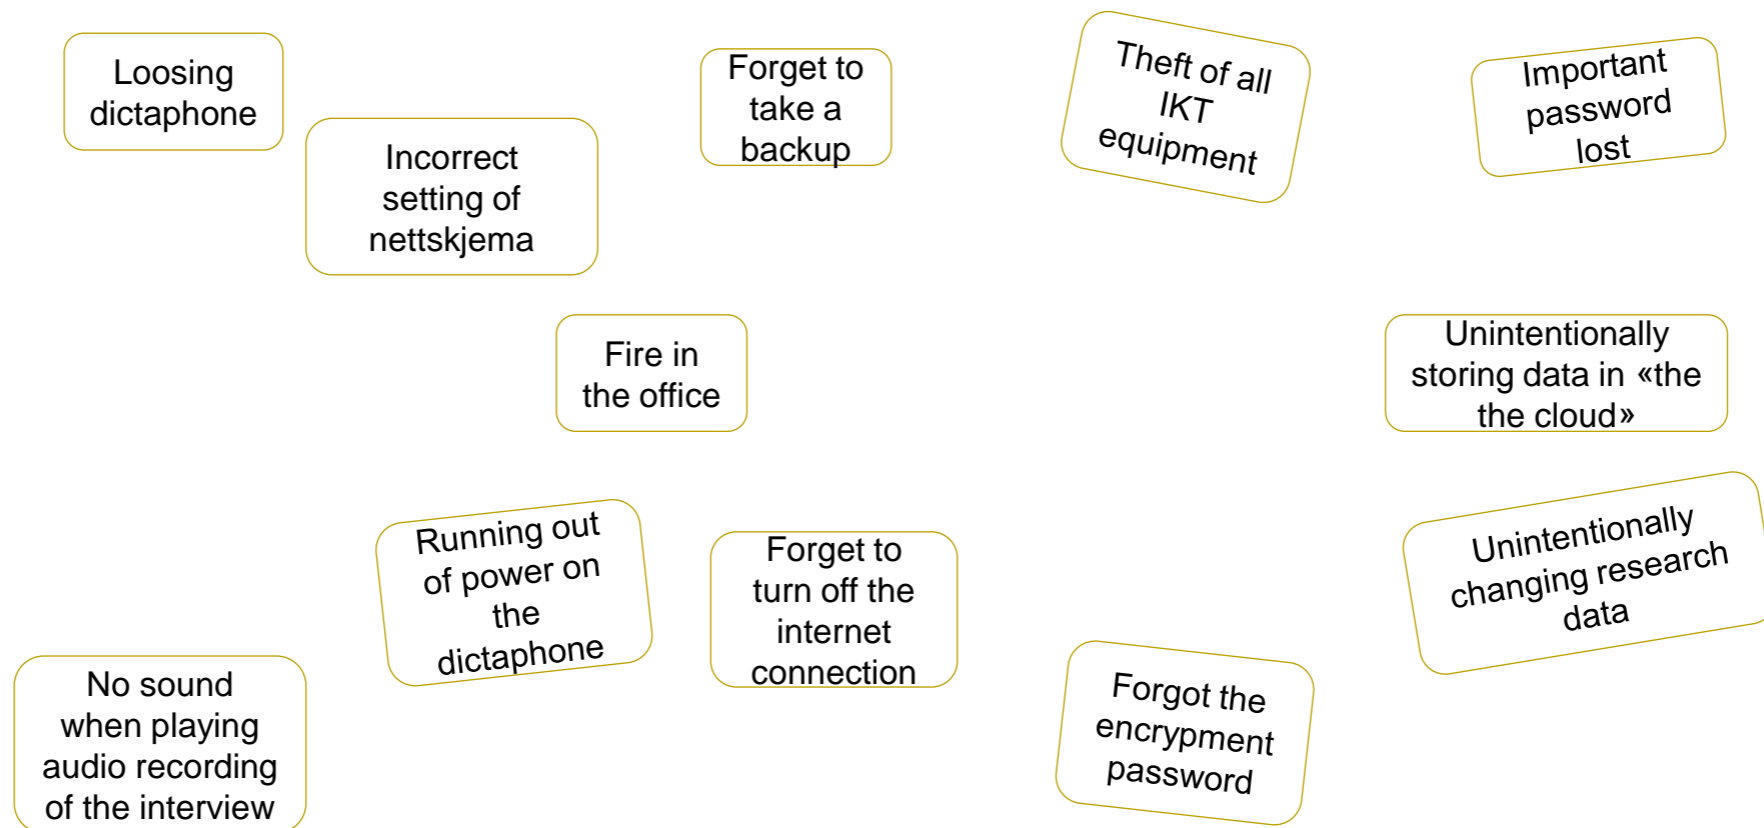 Loosing
dictaphone
Incorrect
setting of
nettskjema
Forget to
take a
backup
Theft of all
IKT
equipment
Important
password
lost
Fire in
the office
Unintentionally
storing data in «the
the cloud»
Running out
of power on
the
dictaphone
Forget to
turn off the
internet
connection
Unintentionally
changing research
data
No sound
when playing
audio recording
of the interview
Forgot the
encrypment
password